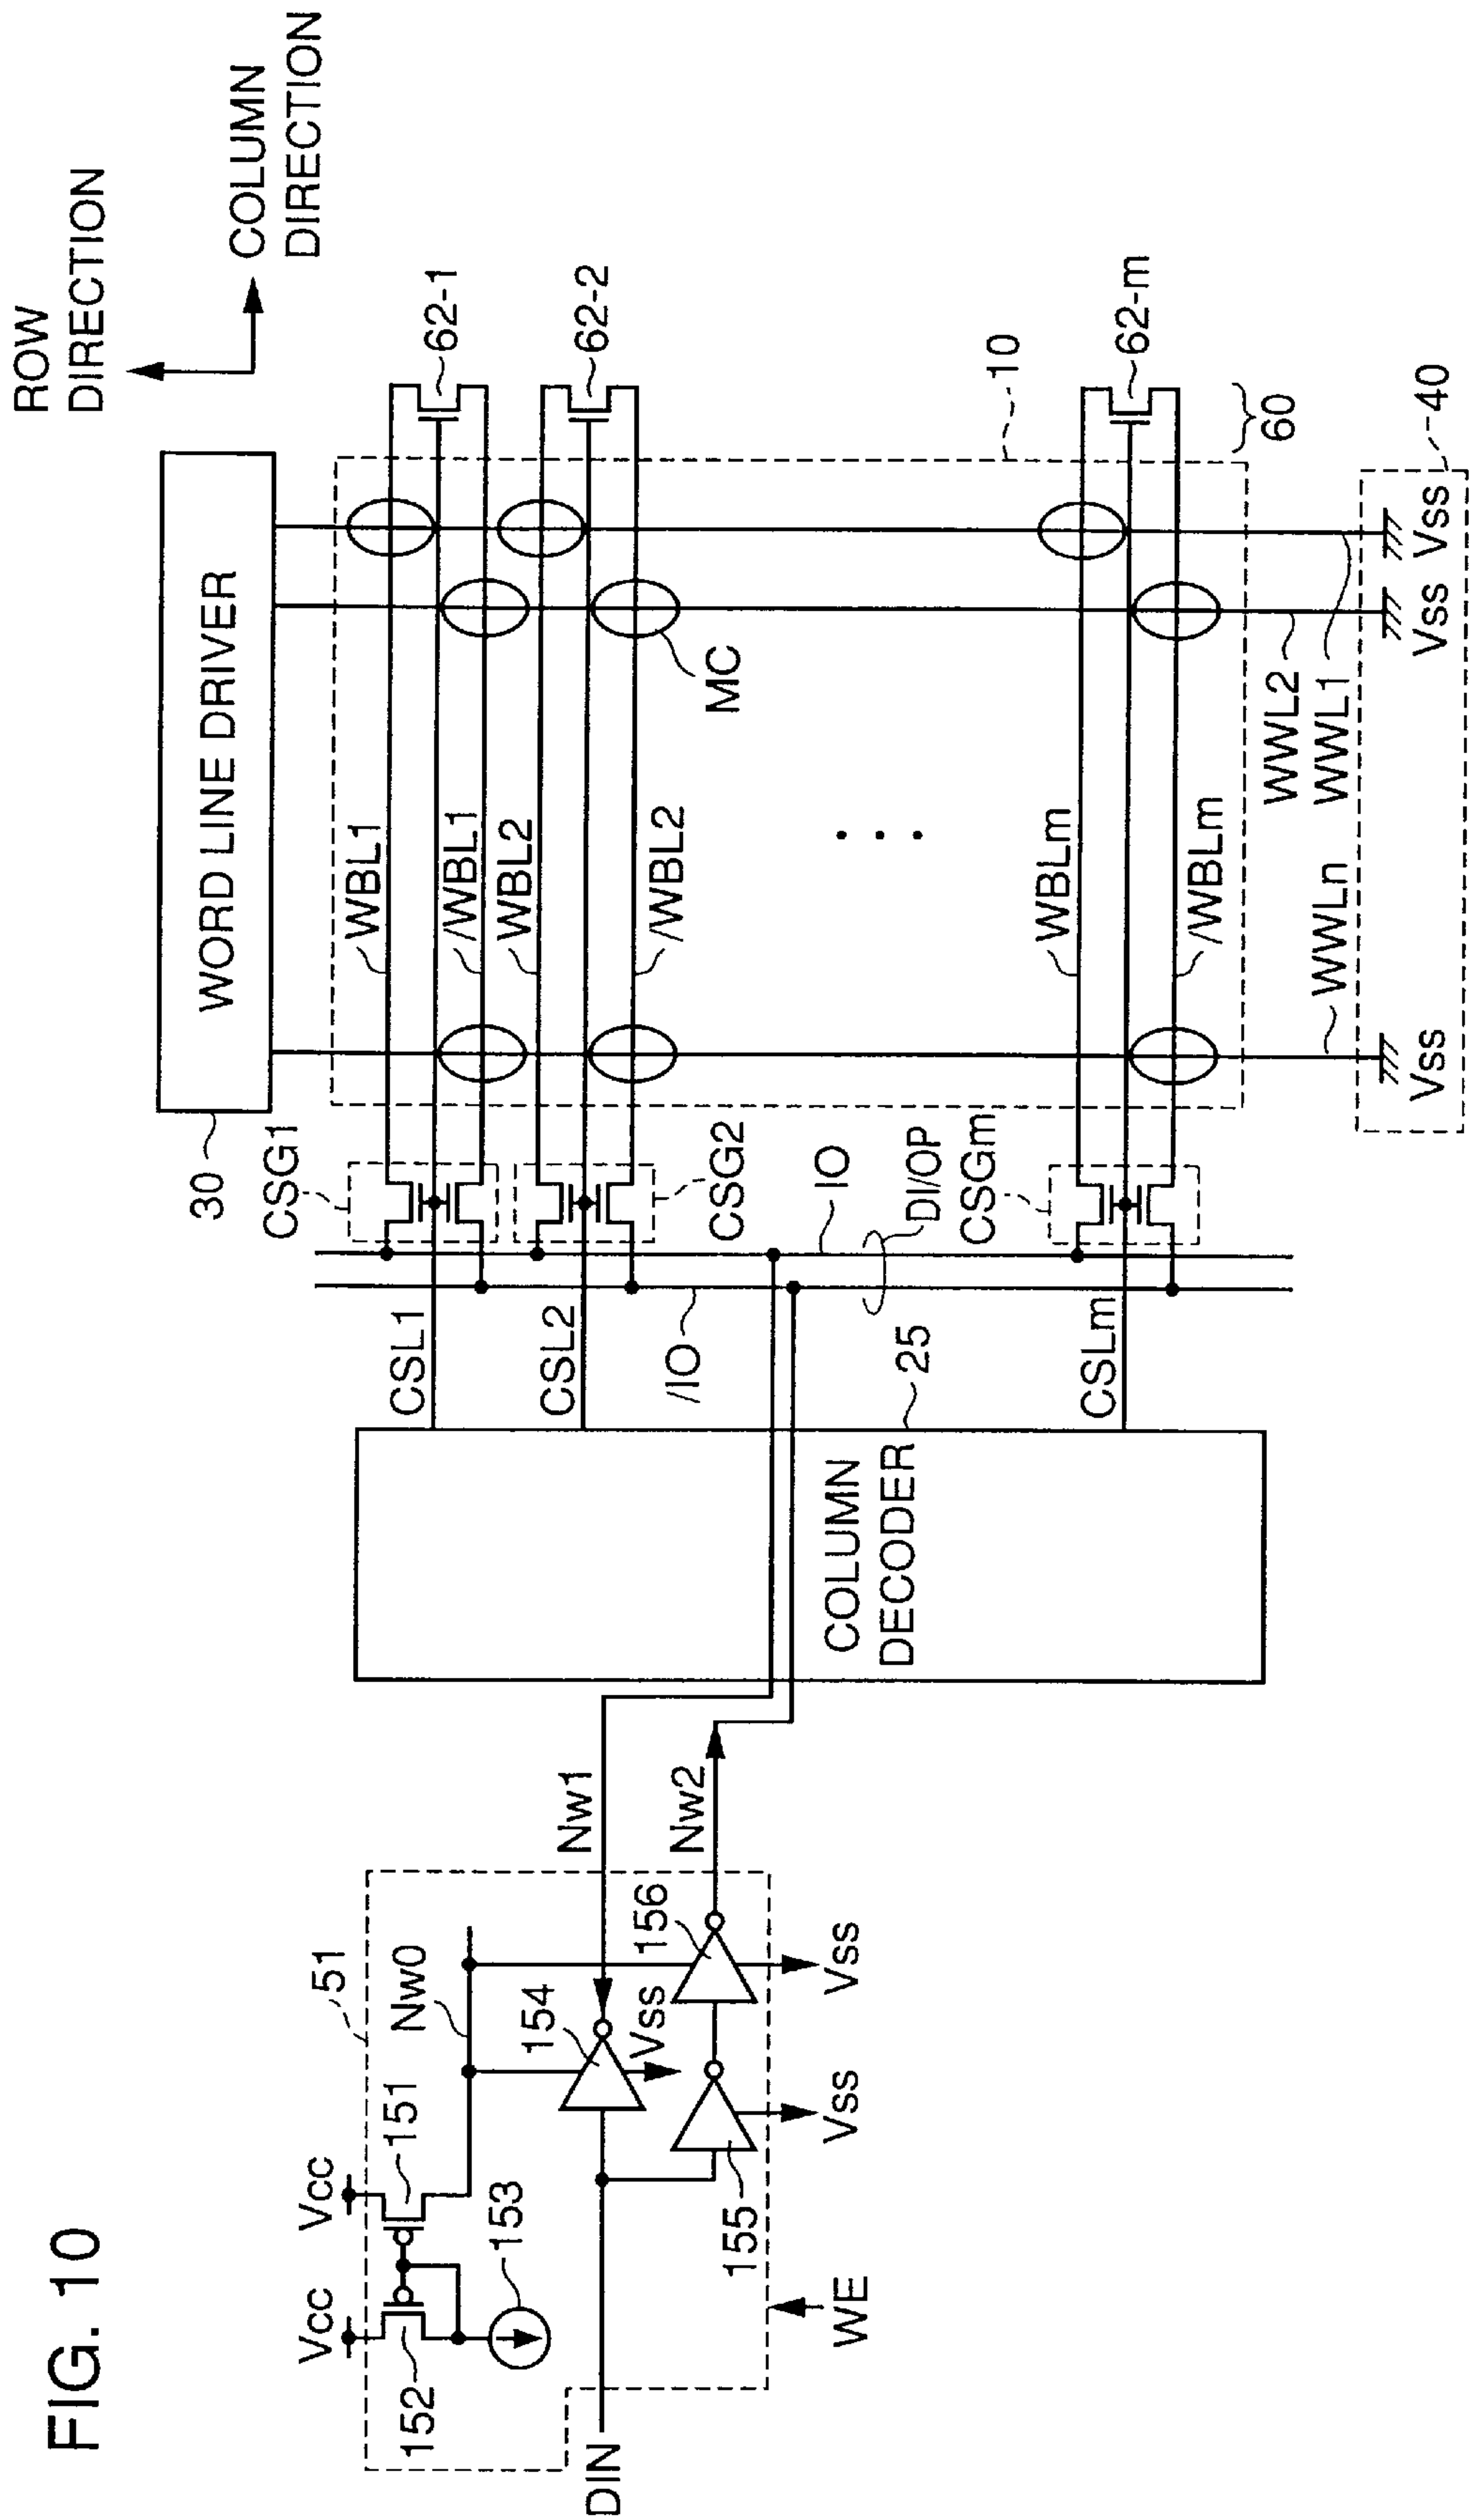 FIG. 10
ROW
DIRECTION
COLUMN
DIRECTION
WORD LINE DRIVER
30
CSG1
WBL1
/WBL1
WBL2
/WBL2
WBLm
/WBLm
62-1
62-2
62-m
10
60
40
MC
WWL2
WWL1
WWLn
Vss
Vss
Vss
CSG2
CSGm
IO
/IO
DI/OP
CSL1
CSL2
CSLm
25
COLUMN
DECODER
Nw1
Nw2
51
Nw0
Vcc
Vcc
151
152
153
154
155
156
Vss
Vss
Vss
DIN
WE